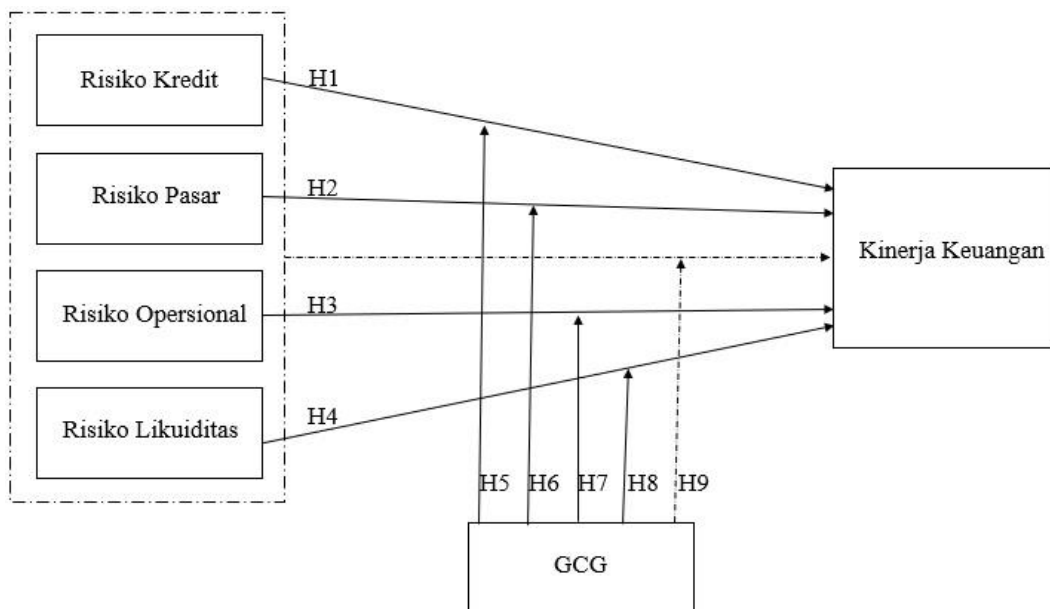 Risiko Kredit
H1
Risiko Pasar
H2
Kinerja Keuangan
Risiko Opersional
H3
Risiko Likuiditas
H4
H5
H6
H7
H8
H9
GCG